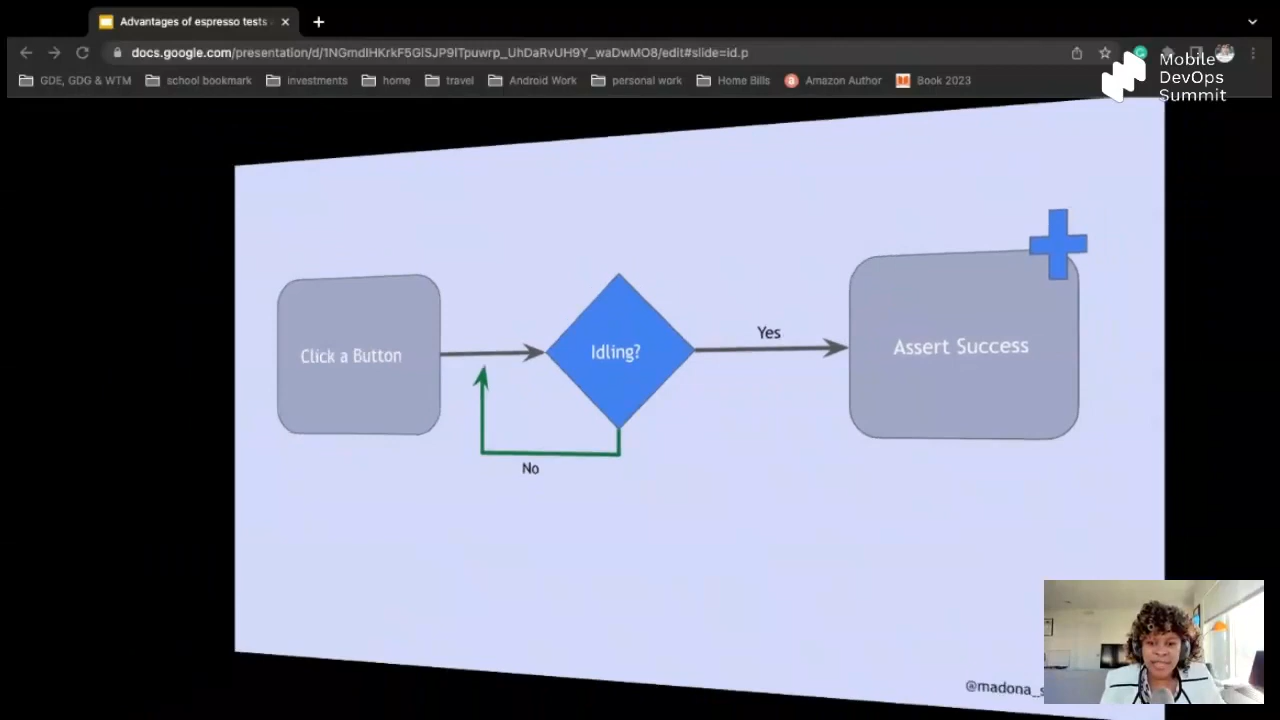 Advantages of espresso tests
docs.google.com/presentation/d/1NGmdIHKrkF5GlSJP9ITpuwrp_UhDaRvUH9Y_waDwMO8/edit#slide=id.p
GDE, GDG & WTM
school bookmark
investments
home
travel
Android Work
personal work
Home Bills
Amazon Author
Book 2023
Mobile
DevOps
Summit
Click a Button
Idling?
Yes
Assert Success
No
@madona_s